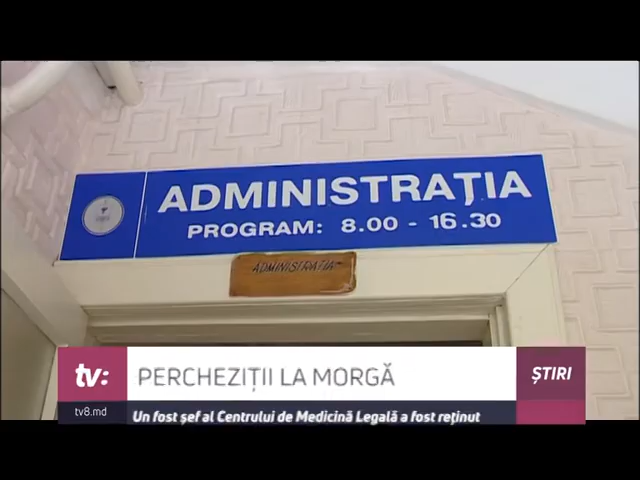 ADMINISTRAȚIA
PROGRAM: 8.00 - 16.30
ADMINISTRAȚIA
tv:
PERCHEZIȚII LA MORGĂ
ȘTIRI
tv8.md
Un fost șef al Centrului de Medicină Legală a fost reținut